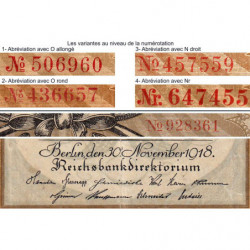 Les variantes au niveau de la numérotation
1- Abréviation avec O allongé
3- Abréviation avec N droit
No 506960
No 457559
2- Abréviation avec O rond
4- Abréviation avec Nr
No 436657
Nr. 647455
No 928361
Berlin, den 30. November 1918.
Reichsbankdirektorium